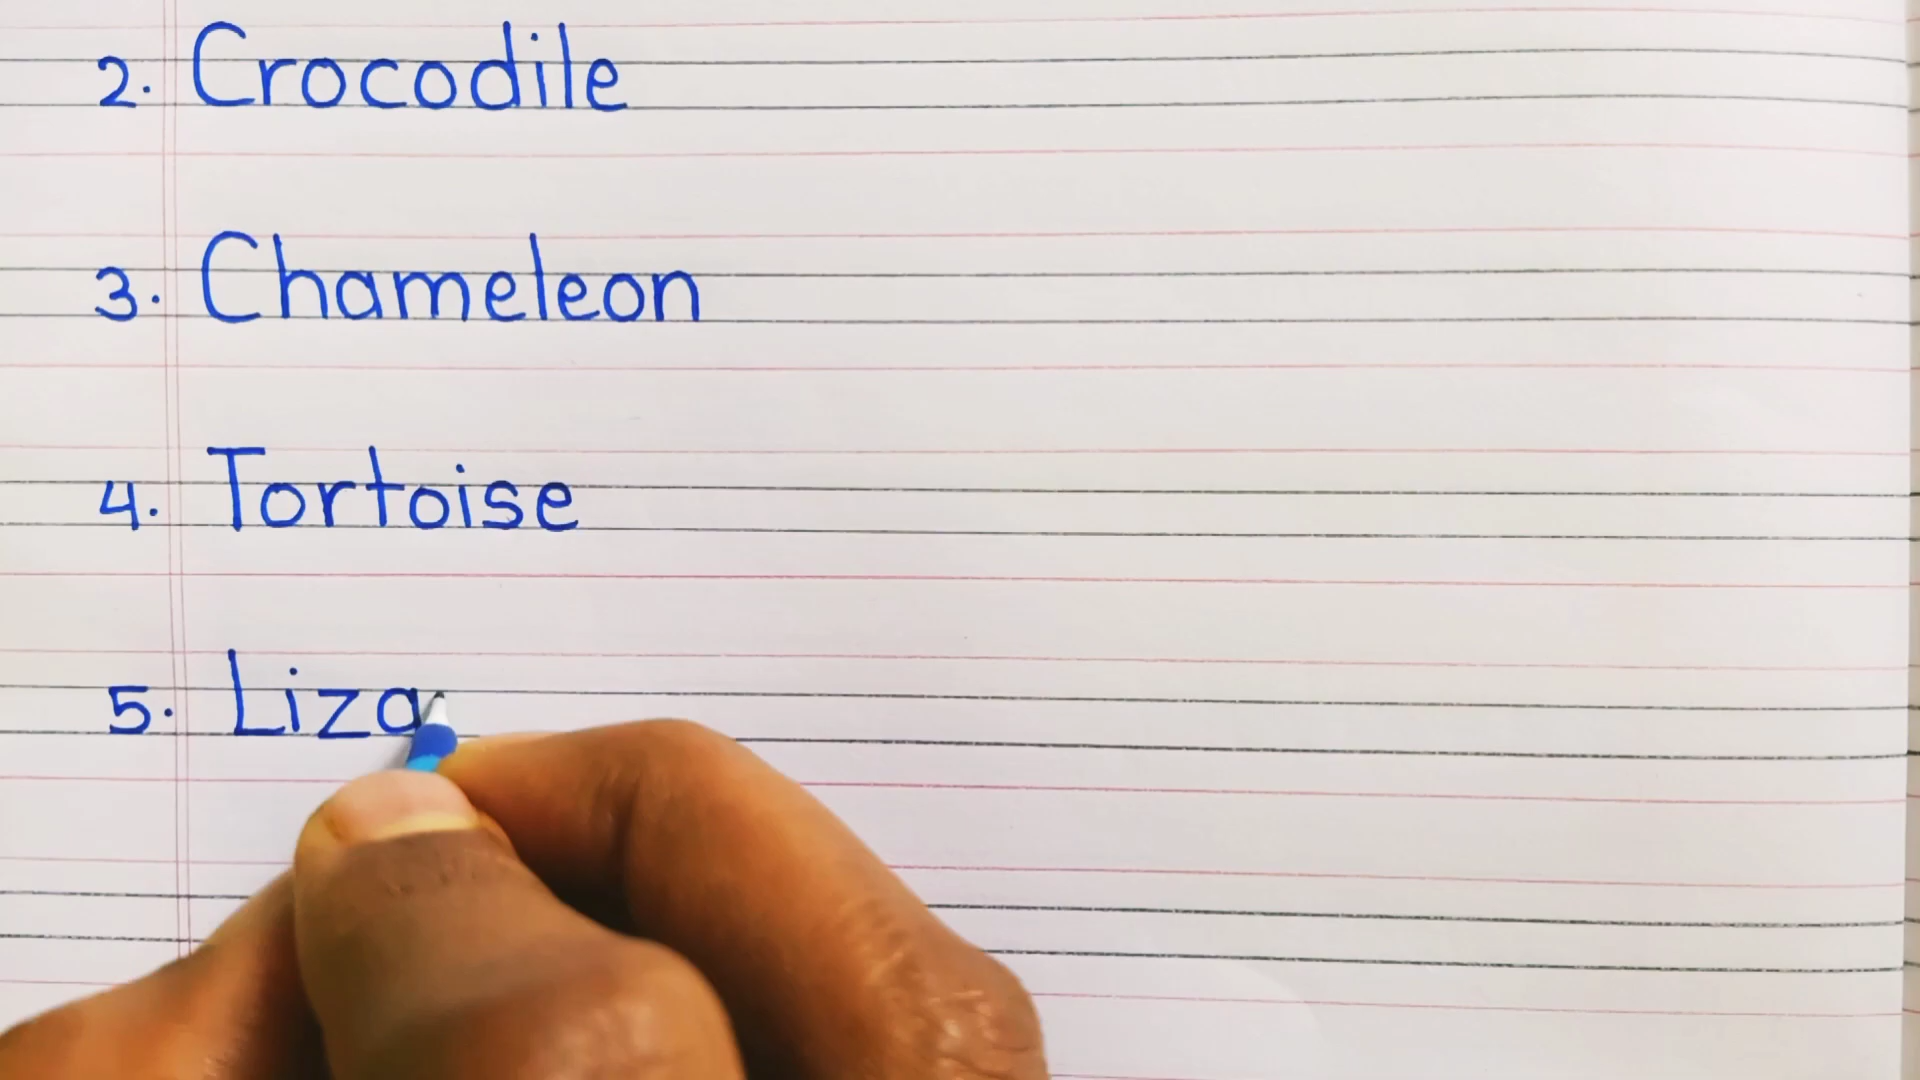 2. Crocodile
3. Chameleon
4. Tortoise
5. Liza